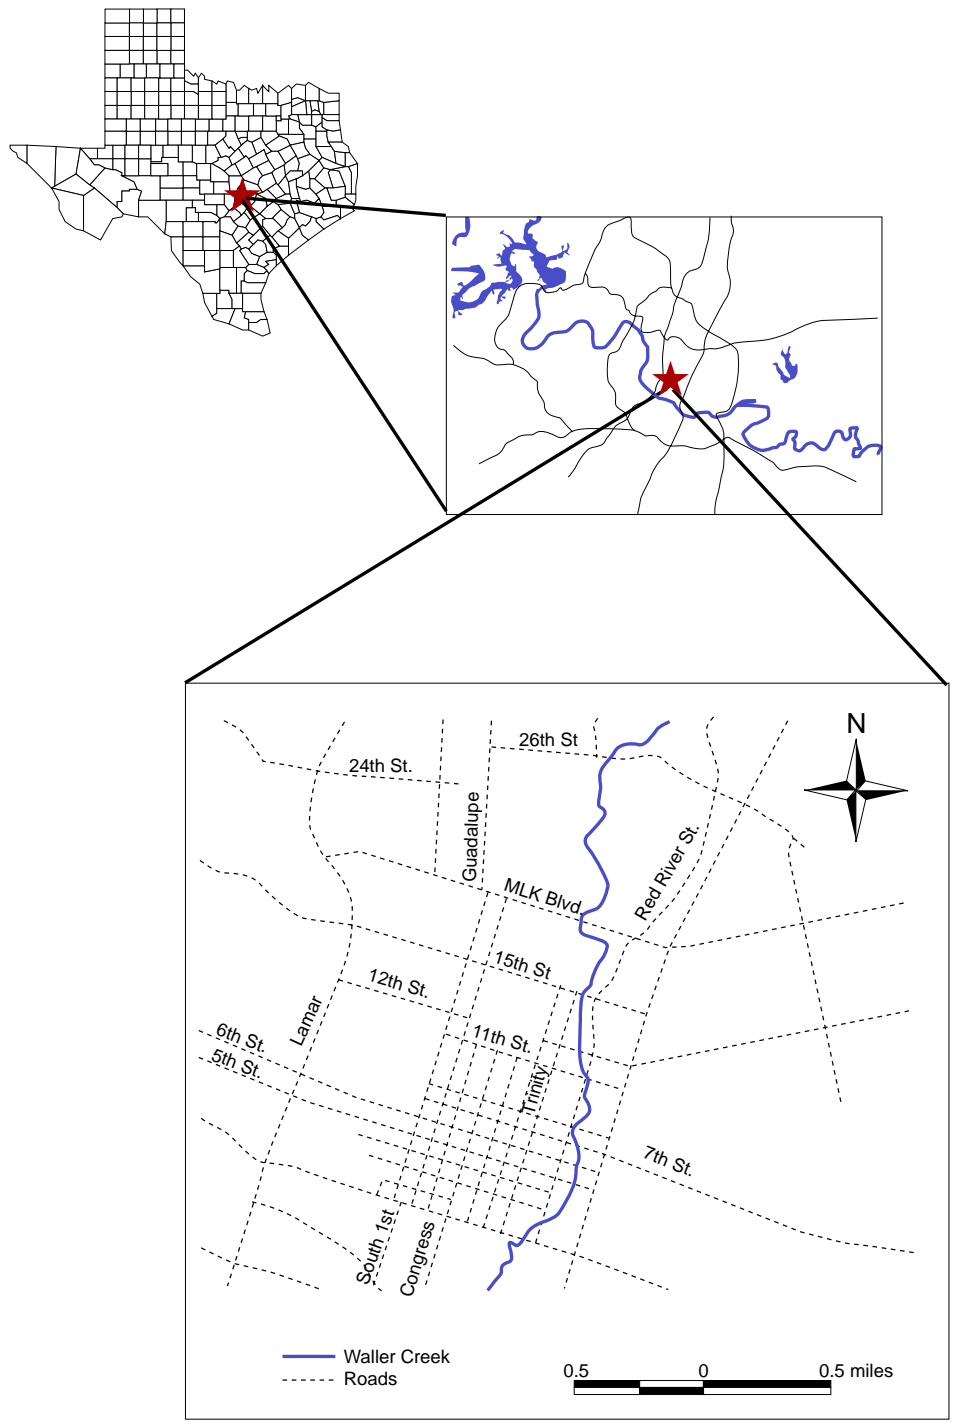 N
26th St
24th St.
Guadalupe
Red River St.
MLK Blvd.
15th St
12th St.
Lamar
6th St.
11th St.
5th St.
Trinity
7th St.
South 1st
Congress
Waller Creek
Roads
0.5 0 0.5 miles